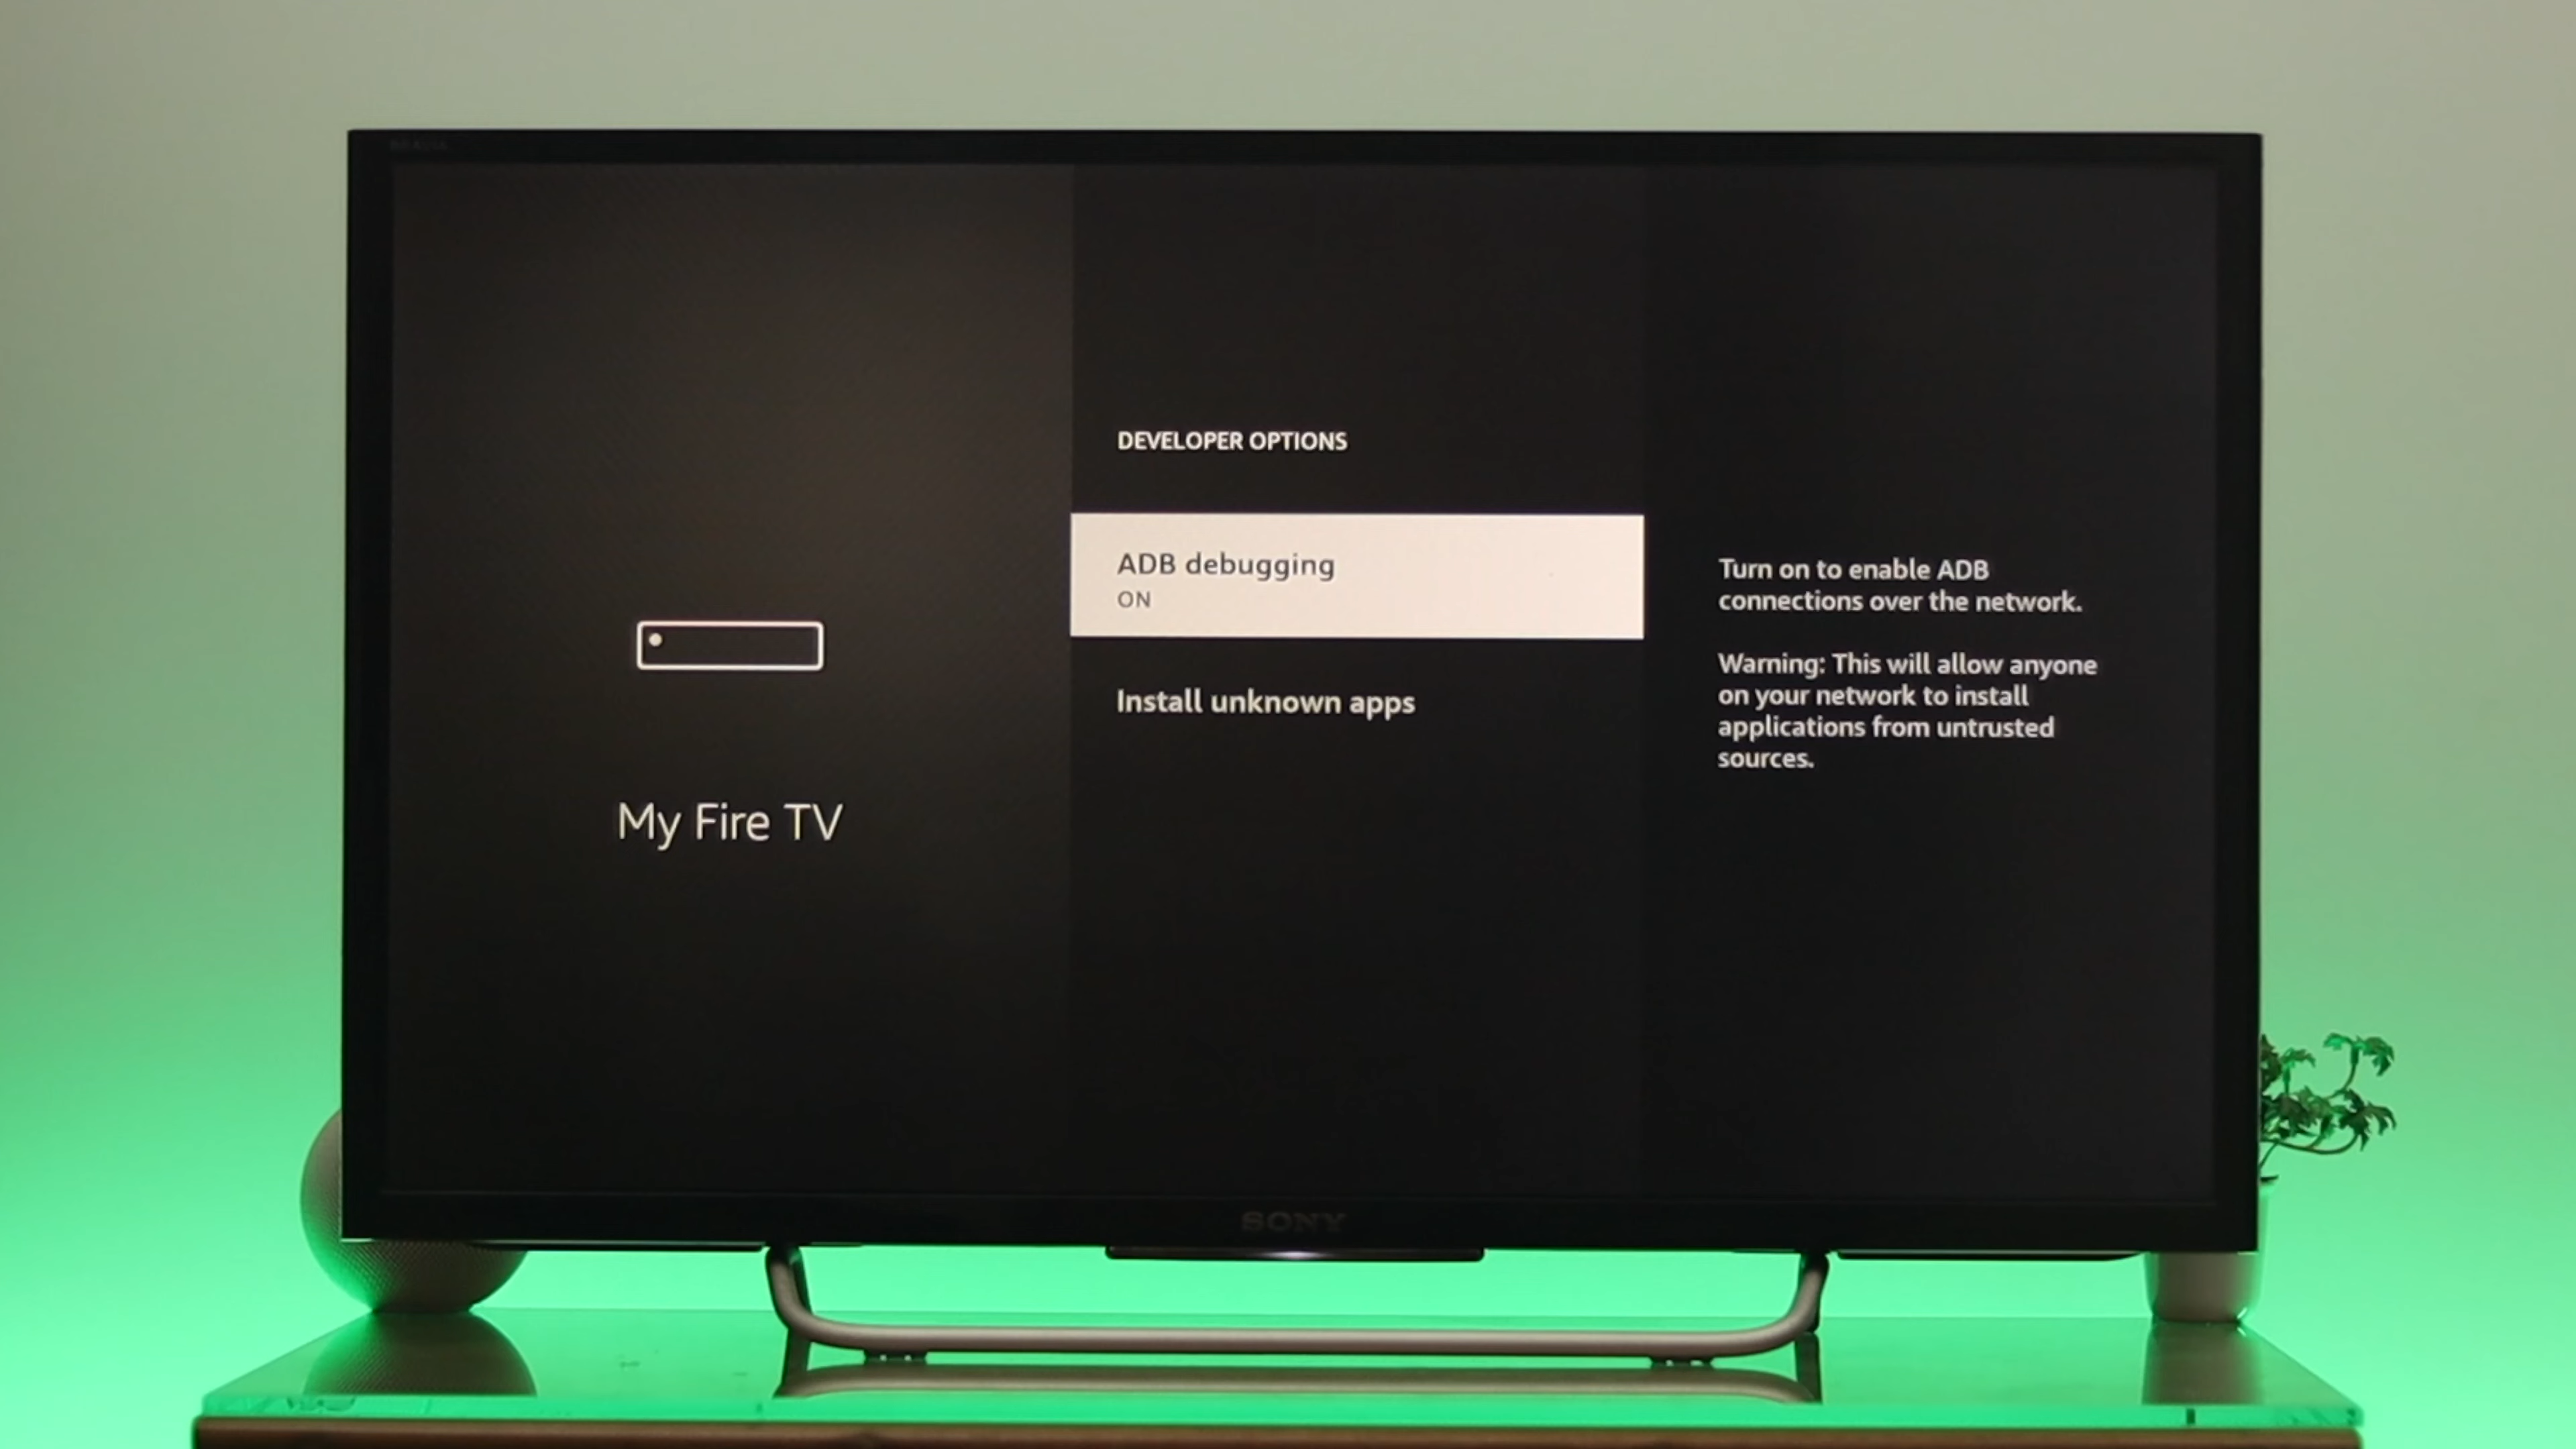 BRAVIA
DEVELOPER OPTIONS
ADB debugging
ON
Install unknown apps
My Fire TV
Turn on to enable ADB
connections over the network.
Warning: This will allow anyone
on your network to install
applications from untrusted
sources.
SONY